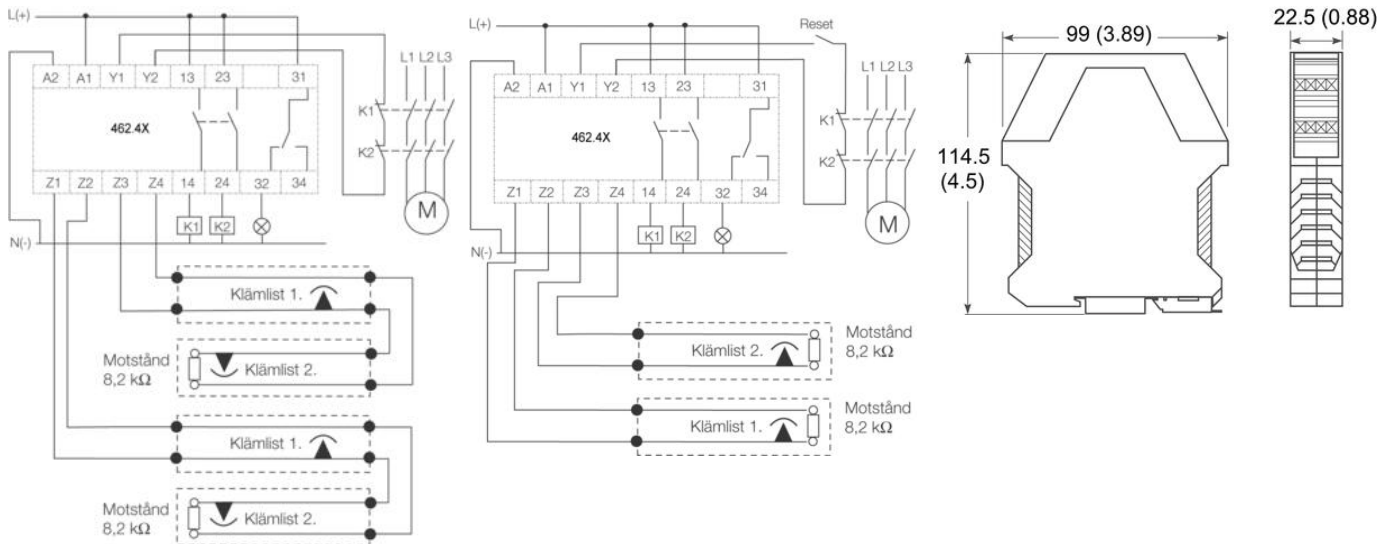 L(+)
A2 A1 Y1 Y2 13 23 31
462.4X
Z1 Z2 Z3 Z4 14 24 32 34
K1 K2
N(-)
L1 L2 L3
K1
K2
M
Klämlist 1.
Motstånd
8,2 kΩ
Klämlist 2.
Klämlist 1.
Motstånd
8,2 kΩ
Klämlist 2.
L(+)
Reset
A2 A1 Y1 Y2 13 23 31
462.4X
Z1 Z2 Z3 Z4 14 24 32 34
K1 K2
N(-)
L1 L2 L3
K1
K2
M
Klämlist 2.
Motstånd
8,2 kΩ
Klämlist 1.
Motstånd
8,2 kΩ
99 (3.89)
22.5 (0.88)
114.5
(4.5)